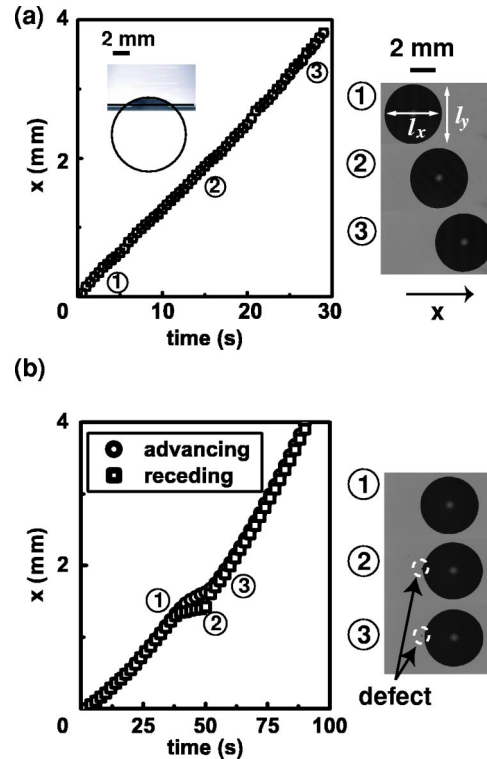 (a)
2 mm
4
2
0
x (mm)
① ② ③
0 10 20 30
time (s)
2 mm
①
lx ly
②
③
x
(b)
4
2
0
x (mm)
advancing
receding
① ② ③
0 25 50 75 100
time (s)
①
②
③
defect